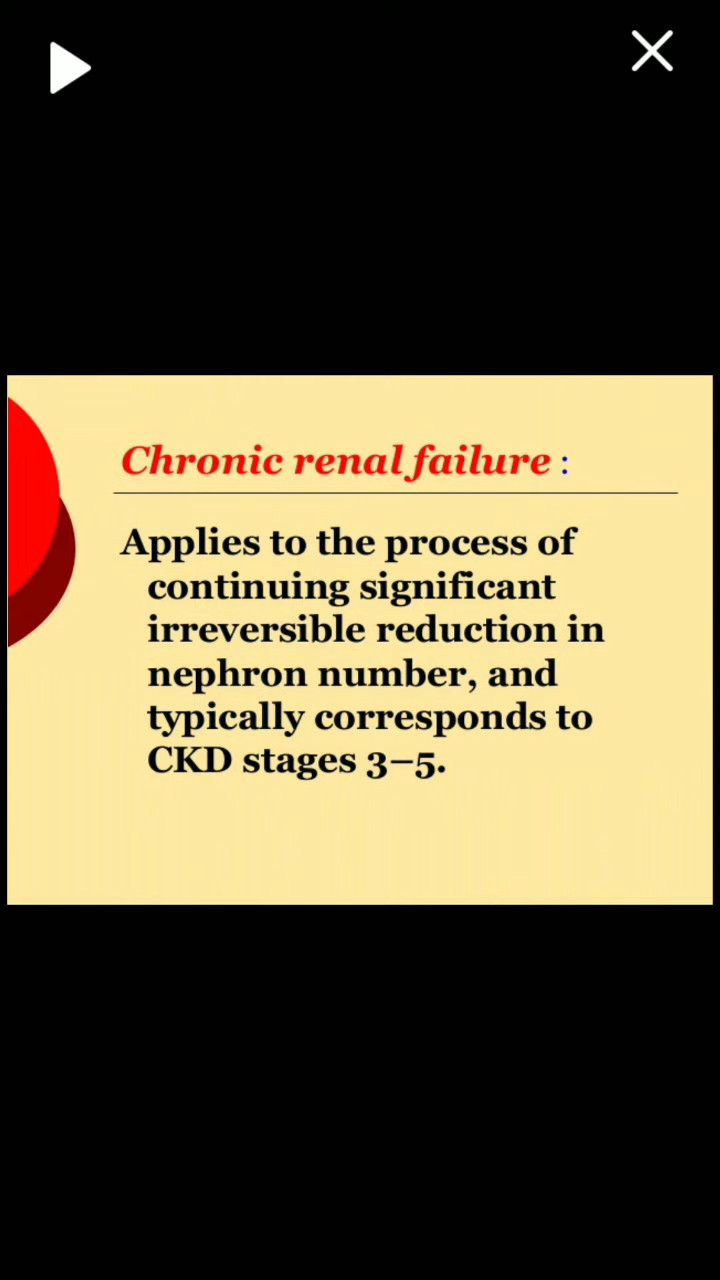 Chronic renal failure :
Applies to the process of
continuing significant
irreversible reduction in
nephron number, and
typically corresponds to
CKD stages 3–5.